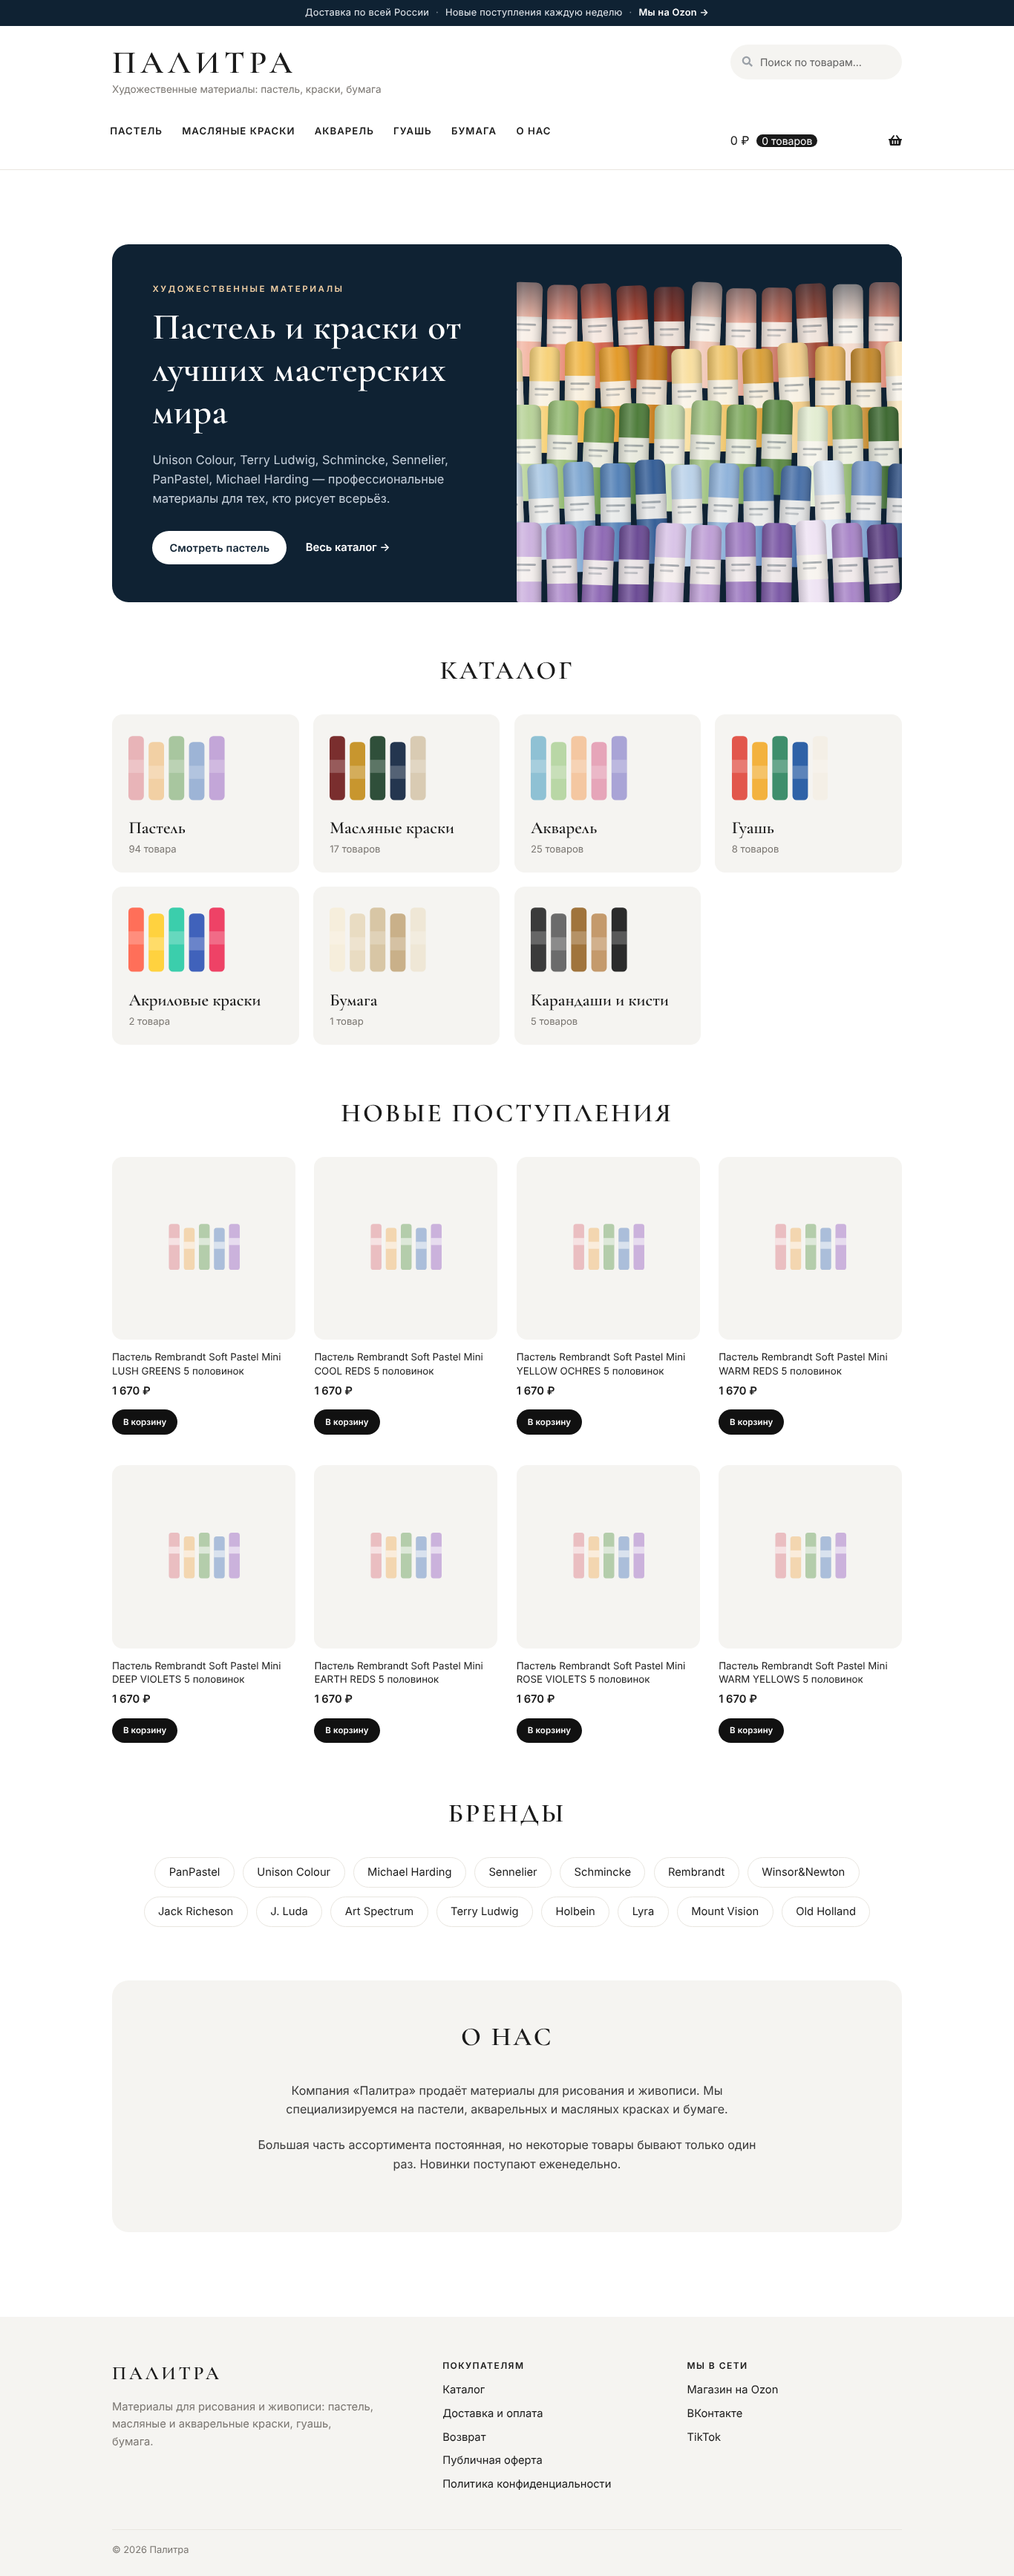 Доставка по всей России · Новые поступления каждую неделю · Мы на Ozon →
ПАЛИТРА
Художественные материалы: пастель, краски, бумага
Поиск по товарам...
ПАСТЕЛЬ МАСЛЯНЫЕ КРАСКИ АКВАРЕЛЬ ГУАШЬ БУМАГА О НАС
0 ₽ 0 товаров
ХУДОЖЕСТВЕННЫЕ МАТЕРИАЛЫ
Пастель и краски от
лучших мастерских
мира
Unison Colour, Terry Ludwig, Schmincke, Sennelier,
PanPastel, Michael Harding — профессиональные
материалы для тех, кто рисует всерьёз.
Смотреть пастель Весь каталог →
КАТАЛОГ
Пастель
94 товара
Масляные краски
17 товаров
Акварель
25 товаров
Гуашь
8 товаров
Акриловые краски
2 товара
Бумага
1 товар
Карандаши и кисти
5 товаров
НОВЫЕ ПОСТУПЛЕНИЯ
Пастель Rembrandt Soft Pastel Mini
LUSH GREENS 5 половинок
1 670 ₽
В корзину
Пастель Rembrandt Soft Pastel Mini
COOL REDS 5 половинок
1 670 ₽
В корзину
Пастель Rembrandt Soft Pastel Mini
YELLOW OCHRES 5 половинок
1 670 ₽
В корзину
Пастель Rembrandt Soft Pastel Mini
WARM REDS 5 половинок
1 670 ₽
В корзину
Пастель Rembrandt Soft Pastel Mini
DEEP VIOLETS 5 половинок
1 670 ₽
В корзину
Пастель Rembrandt Soft Pastel Mini
EARTH REDS 5 половинок
1 670 ₽
В корзину
Пастель Rembrandt Soft Pastel Mini
ROSE VIOLETS 5 половинок
1 670 ₽
В корзину
Пастель Rembrandt Soft Pastel Mini
WARM YELLOWS 5 половинок
1 670 ₽
В корзину
БРЕНДЫ
PanPastel Unison Colour Michael Harding Sennelier Schmincke Rembrandt Winsor&Newton
Jack Richeson J. Luda Art Spectrum Terry Ludwig Holbein Lyra Mount Vision Old Holland
О НАС
Компания «Палитра» продаёт материалы для рисования и живописи. Мы
специализируемся на пастели, акварельных и масляных красках и бумаге.
Большая часть ассортимента постоянная, но некоторые товары бывают только один
раз. Новинки поступают еженедельно.
ПАЛИТРА
Материалы для рисования и живописи: пастель,
масляные и акварельные краски, гуашь,
бумага.
ПОКУПАТЕЛЯМ
Каталог
Доставка и оплата
Возврат
Публичная оферта
Политика конфиденциальности
МЫ В СЕТИ
Магазин на Ozon
ВКонтакте
TikTok
© 2026 Палитра